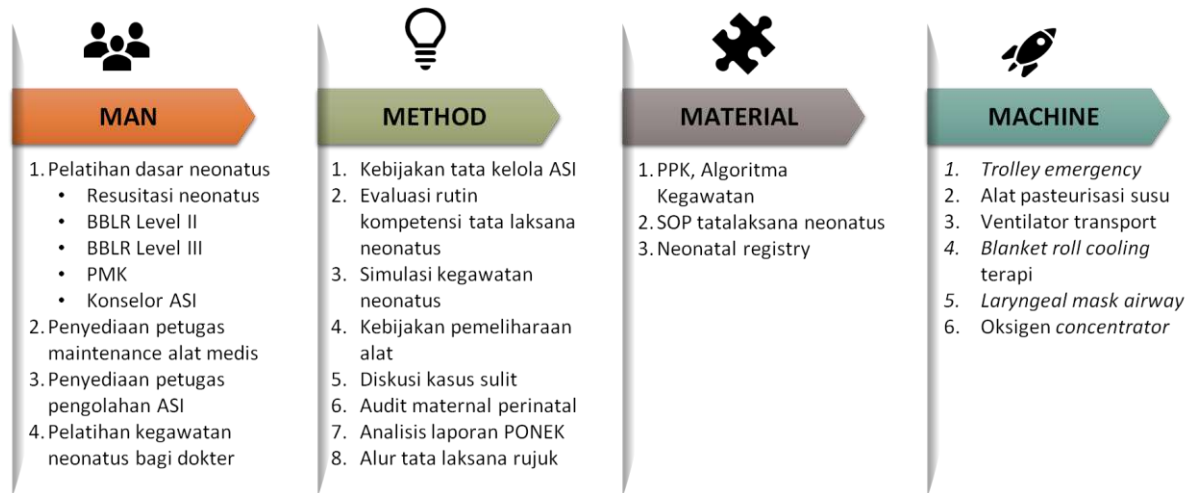 MAN
1. Pelatihan dasar neonatus
• Resusitasi neonatus
• BBLR Level II
• BBLR Level III
• PMK
• Konselor ASI
2. Penyediaan petugas
maintenance alat medis
3. Penyediaan petugas
pengolahan ASI
4. Pelatihan kegawatan
neonatus bagi dokter
METHOD
1. Kebijakan tata kelola ASI
2. Evaluasi rutin
kompetensi tata laksana
neonatus
3. Simulasi kegawatan
neonatus
4. Kebijakan pemeliharaan
alat
5. Diskusi kasus sulit
6. Audit maternal perinatal
7. Analisis laporan PONEK
8. Alur tata laksana rujuk
MATERIAL
1. PPK, Algoritma
Kegawatan
2. SOP tatalaksana neonatus
3. Neonatal registry
MACHINE
1. Trolley emergency
2. Alat pasteurisasi susu
3. Ventilator transport
4. Blanket roll cooling
terapi
5. Laryngeal mask airway
6. Oksigen concentrator